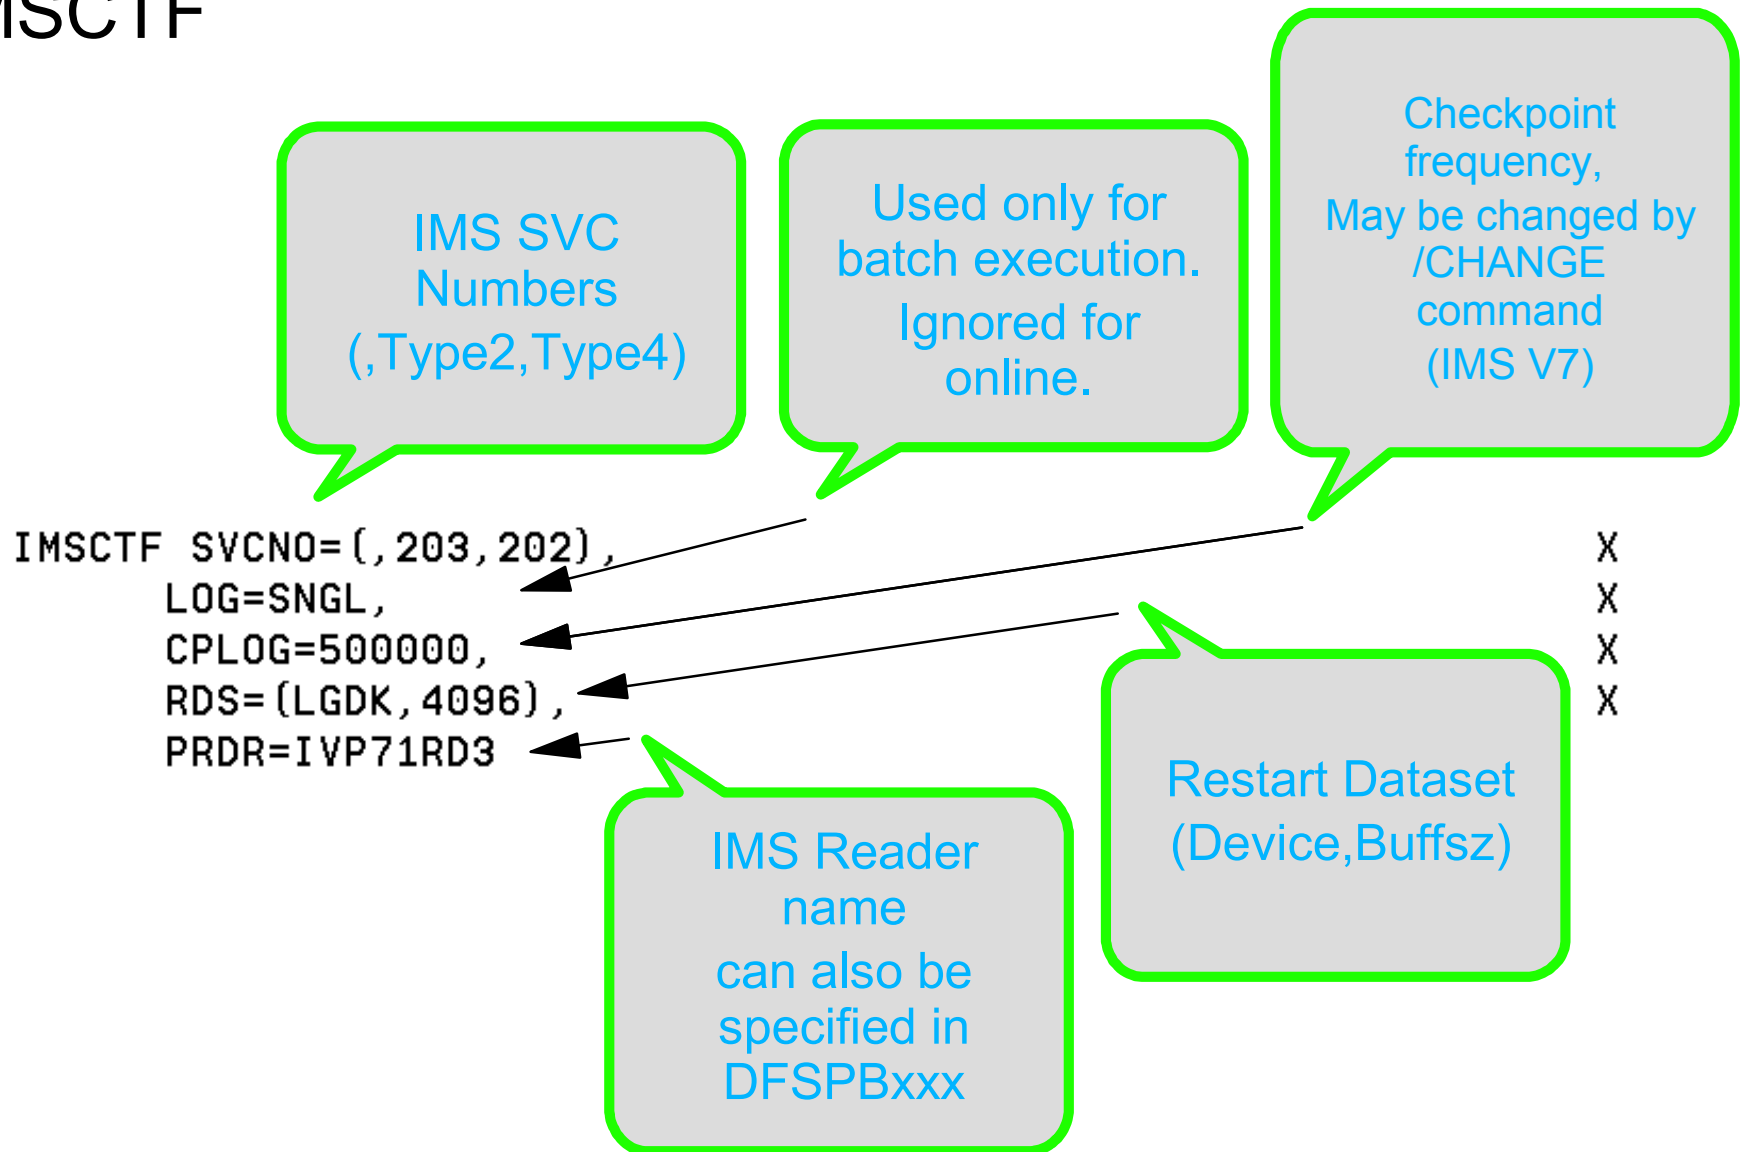 MSCTF
IMS SVC
Numbers
(,Type2,Type4)
Used only for
batch execution.
Ignored for
online.
Checkpoint
frequency,
May be changed by
/CHANGE
command
(IMS V7)
IMSCTF SVCNO=(,203,202), X
LOG=SNGL, X
CPLOG=500000, X
RDS=(LGDK,4096), X
PRDR=IVP71RD3
Restart Dataset
(Device,Buffsz)
IMS Reader
name
can also be
specified in
DFSPBxxx